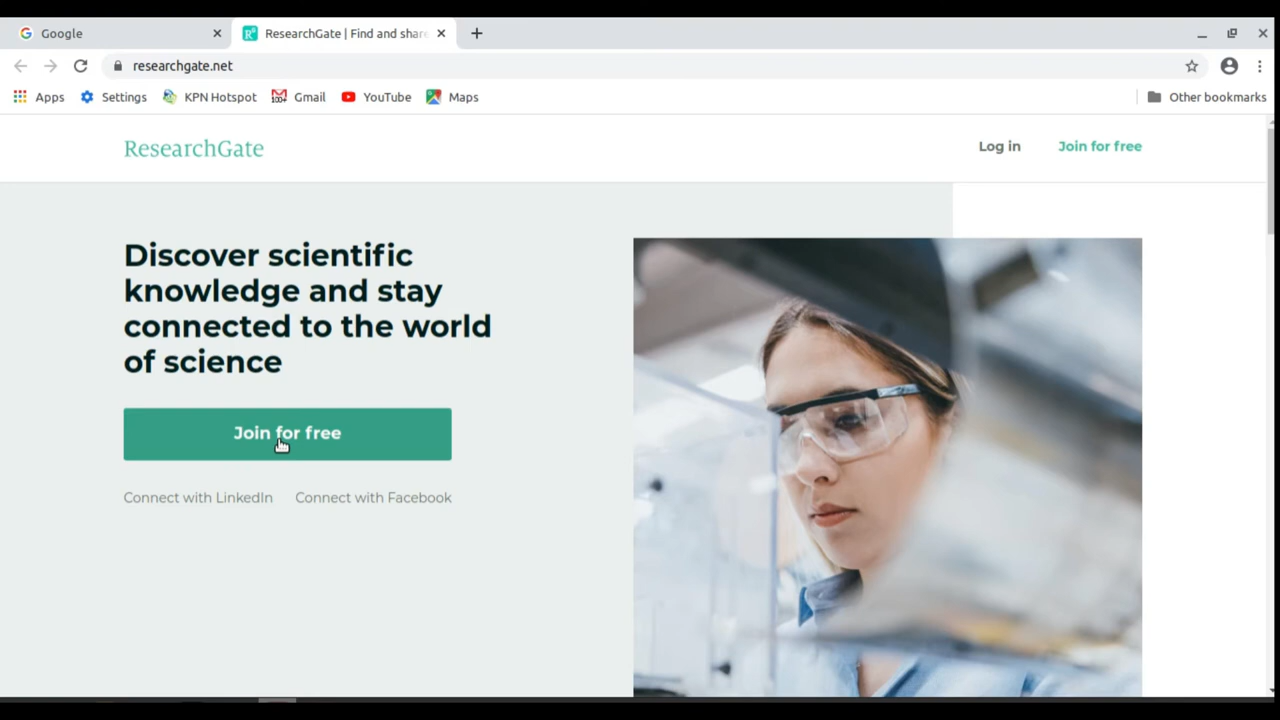 Google
ResearchGate | Find and share
researchgate.net
Apps Settings KPN Hotspot Gmail YouTube Maps Other bookmarks
ResearchGate
Log in Join for free
Discover scientific
knowledge and stay
connected to the world
of science
Join for free
Connect with LinkedIn Connect with Facebook